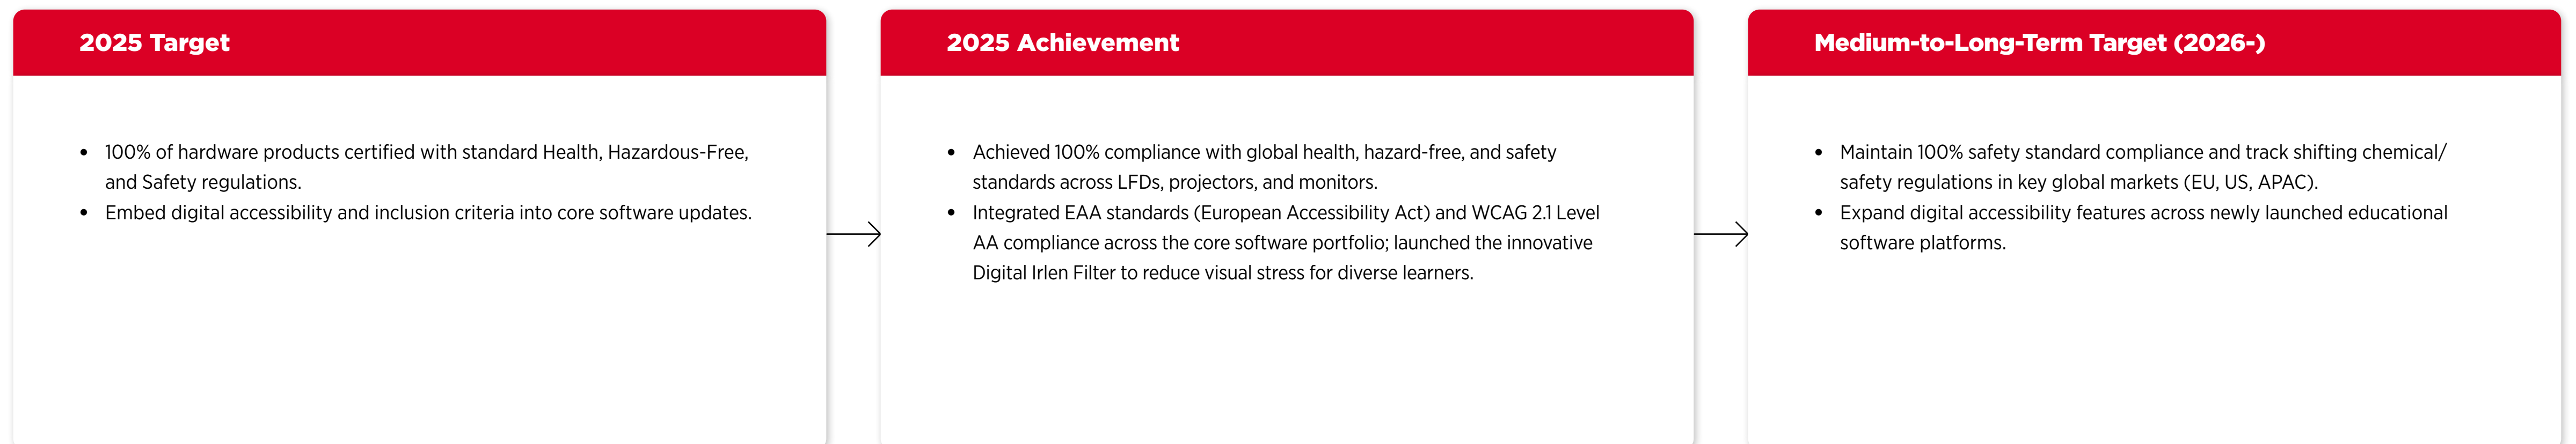 2025 Target
• 100% of hardware products certified with standard Health, Hazardous-Free,
and Safety regulations.
• Embed digital accessibility and inclusion criteria into core software updates.
2025 Achievement
• Achieved 100% compliance with global health, hazard-free, and safety
standards across LFDs, projectors, and monitors.
• Integrated EAA standards (European Accessibility Act) and WCAG 2.1 Level
AA compliance across the core software portfolio; launched the innovative
Digital Irlen Filter to reduce visual stress for diverse learners.
Medium-to-Long-Term Target (2026-)
• Maintain 100% safety standard compliance and track shifting chemical/
safety regulations in key global markets (EU, US, APAC).
• Expand digital accessibility features across newly launched educational
software platforms.